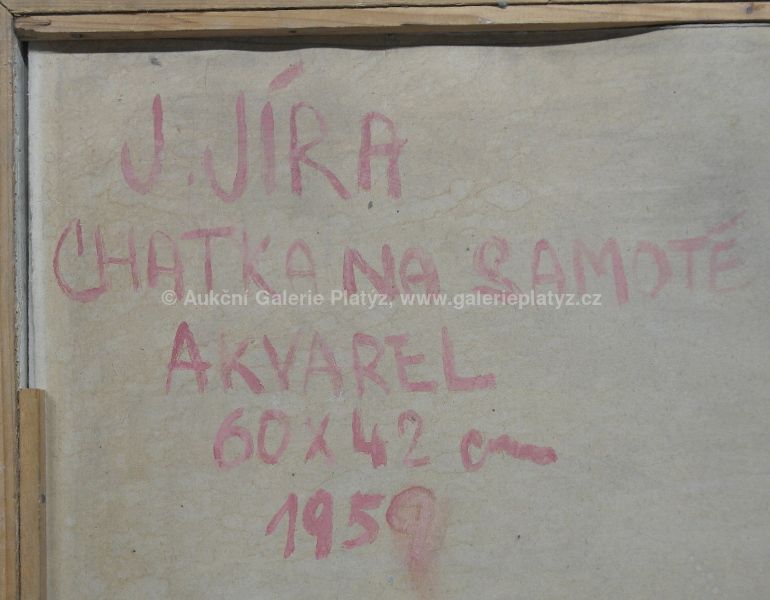 J. JÍRA
CHATKA NA SAMOTĚ
© Aukční Galerie Platýz, www.galerieplatyz.cz
AKVAREL
60 x 42 cm
1959